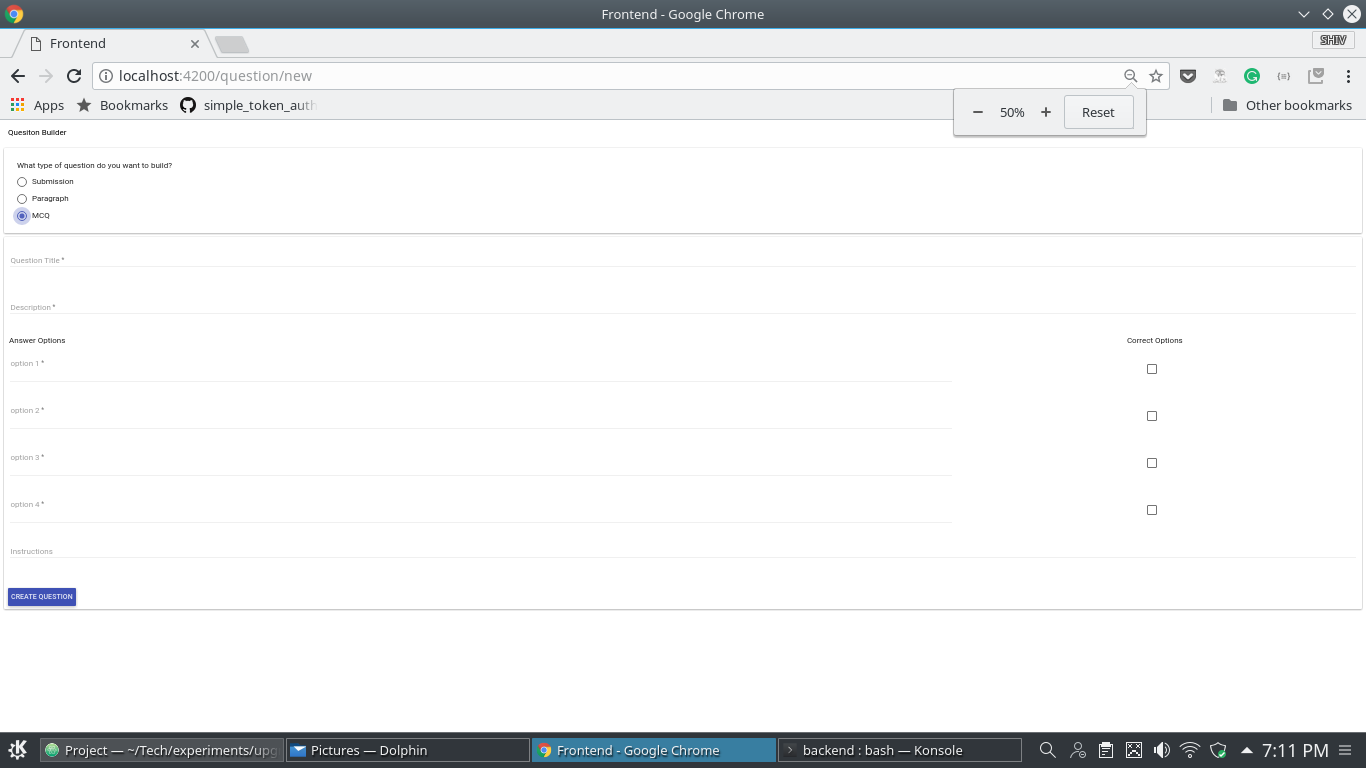 Frontend - Google Chrome
Frontend
SHIV
localhost:4200/question/new
Apps Bookmarks simple_token_auth Other bookmarks
- 50% + Reset
Quesiton Builder
What type of question do you want to build?
Submission
Paragraph
MCQ
Question Title *
Description *
Answer Options Correct Options
option 1 *
option 2 *
option 3 *
option 4 *
Instructions
CREATE QUESTION
Project — ~/Tech/experiments/upg Pictures — Dolphin Frontend - Google Chrome backend : bash — Konsole 7:11 PM